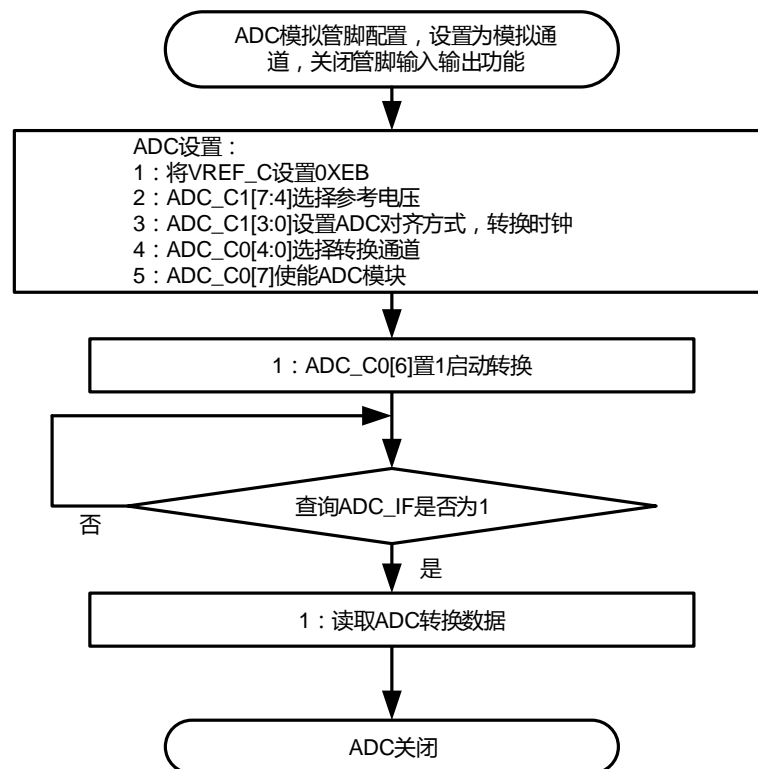 ADC模拟管脚配置，设置为模拟通
道，关闭管脚输入输出功能
ADC设置：
1：将VREF_C设置0XEB
2：ADC_C1[7:4]选择参考电压
3：ADC_C1[3:0]设置ADC对齐方式，转换时钟
4：ADC_C0[4:0]选择转换通道
5：ADC_C0[7]使能ADC模块
1：ADC_C0[6]置1启动转换
查询ADC_IF是否为1
否
是
1：读取ADC转换数据
ADC关闭